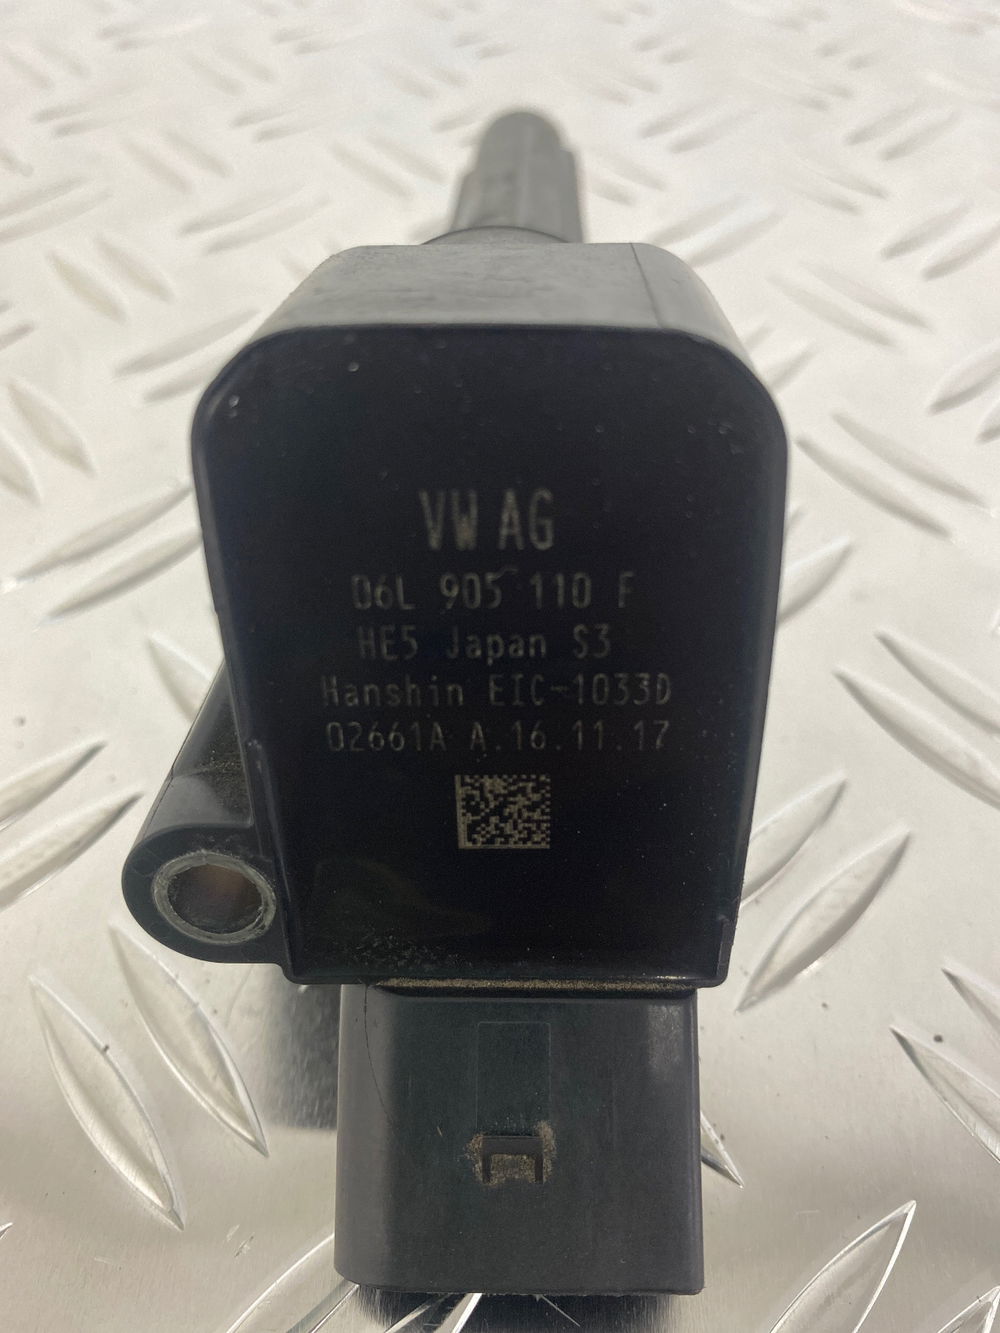 VW AG
06L 905 110 F
HE5 Japan S3
Hanshin EIC-1033D
02661A A 16.11.17